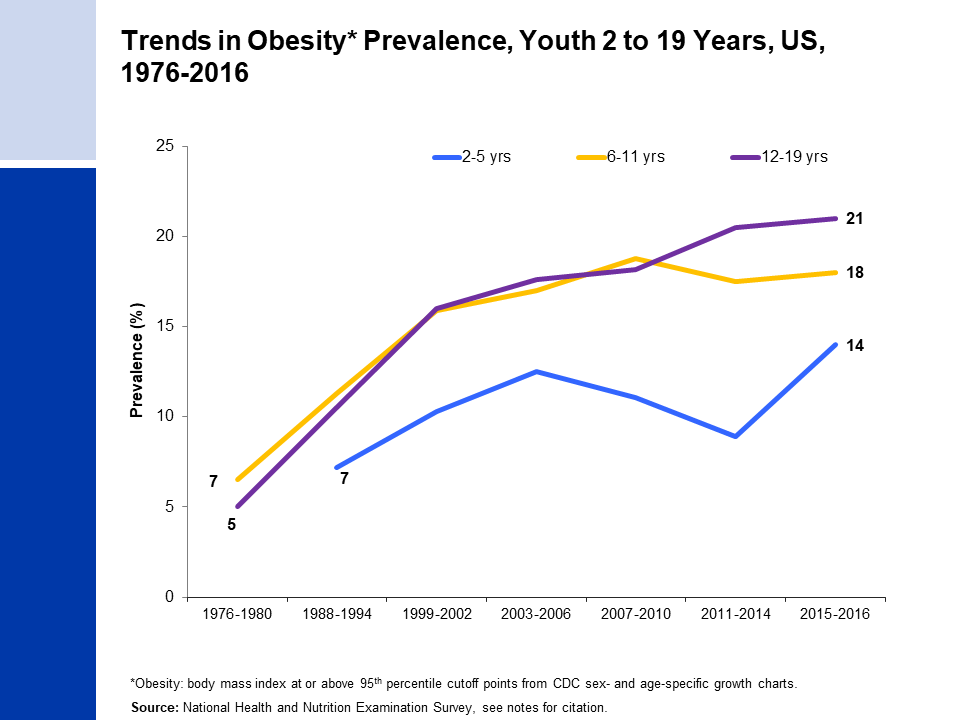 Trends in Obesity* Prevalence, Youth 2 to 19 Years, US,
1976-2016
25
20
15
10
5
0
Prevalence (%)
2-5 yrs
6-11 yrs
12-19 yrs
21
18
14
7
5
7
1976-1980
1988-1994
1999-2002
2003-2006
2007-2010
2011-2014
2015-2016
*Obesity: body mass index at or above 95th percentile cutoff points from CDC sex- and age-specific growth charts.
Source: National Health and Nutrition Examination Survey, see notes for citation.